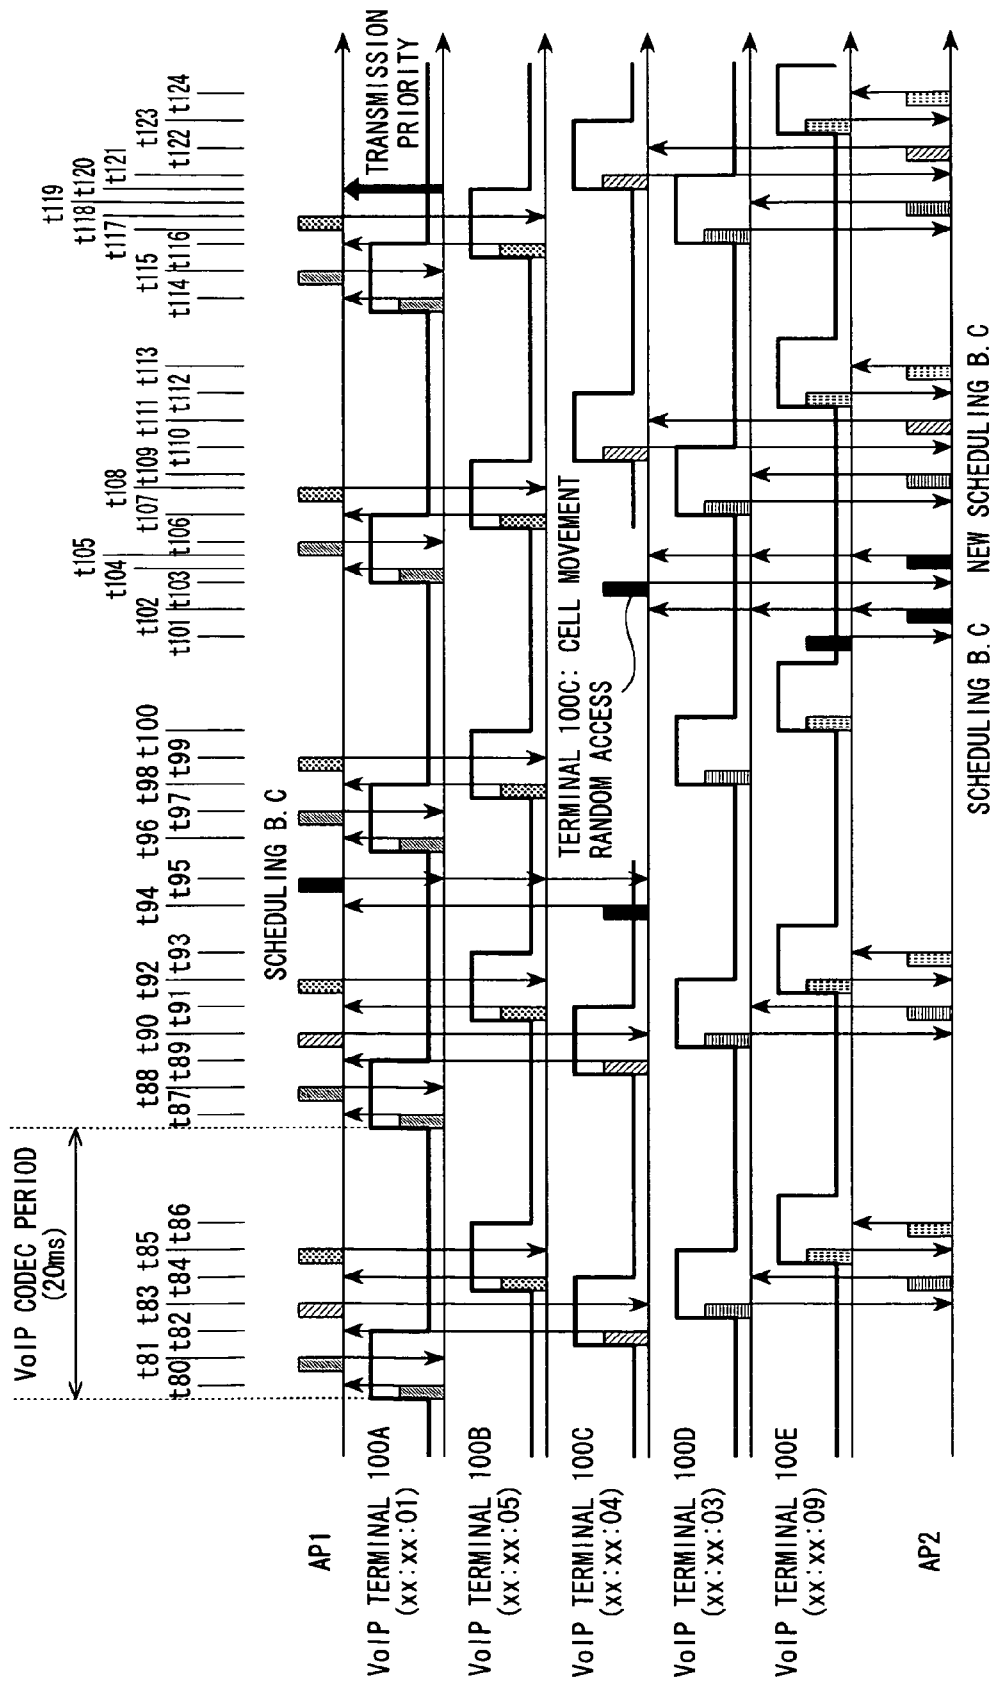 VoIP CODEC PERIOD
(20ms)
t80
t81
t82
t83
t84
t85
t86
t87
t88
t89
t90
t91
t92
t93
t94
t95
t96
t97
t98
t99
t100
t101
t102
t103
t104
t105
t106
t107
t108
t109
t110
t111
t112
t113
t114
t115
t116
t117
t118
t119
t120
t121
t122
t123
t124
SCHEDULING B.C
TRANSMISSION
PRIORITY
AP1
VoIP TERMINAL 100A
(xx:xx:01)
VoIP TERMINAL 100B
(xx:xx:05)
VoIP TERMINAL 100C
(xx:xx:04)
TERMINAL 100C: CELL MOVEMENT
RANDOM ACCESS
VoIP TERMINAL 100D
(xx:xx:03)
VoIP TERMINAL 100E
(xx:xx:09)
AP2
SCHEDULING B.C
NEW SCHEDULING B.C